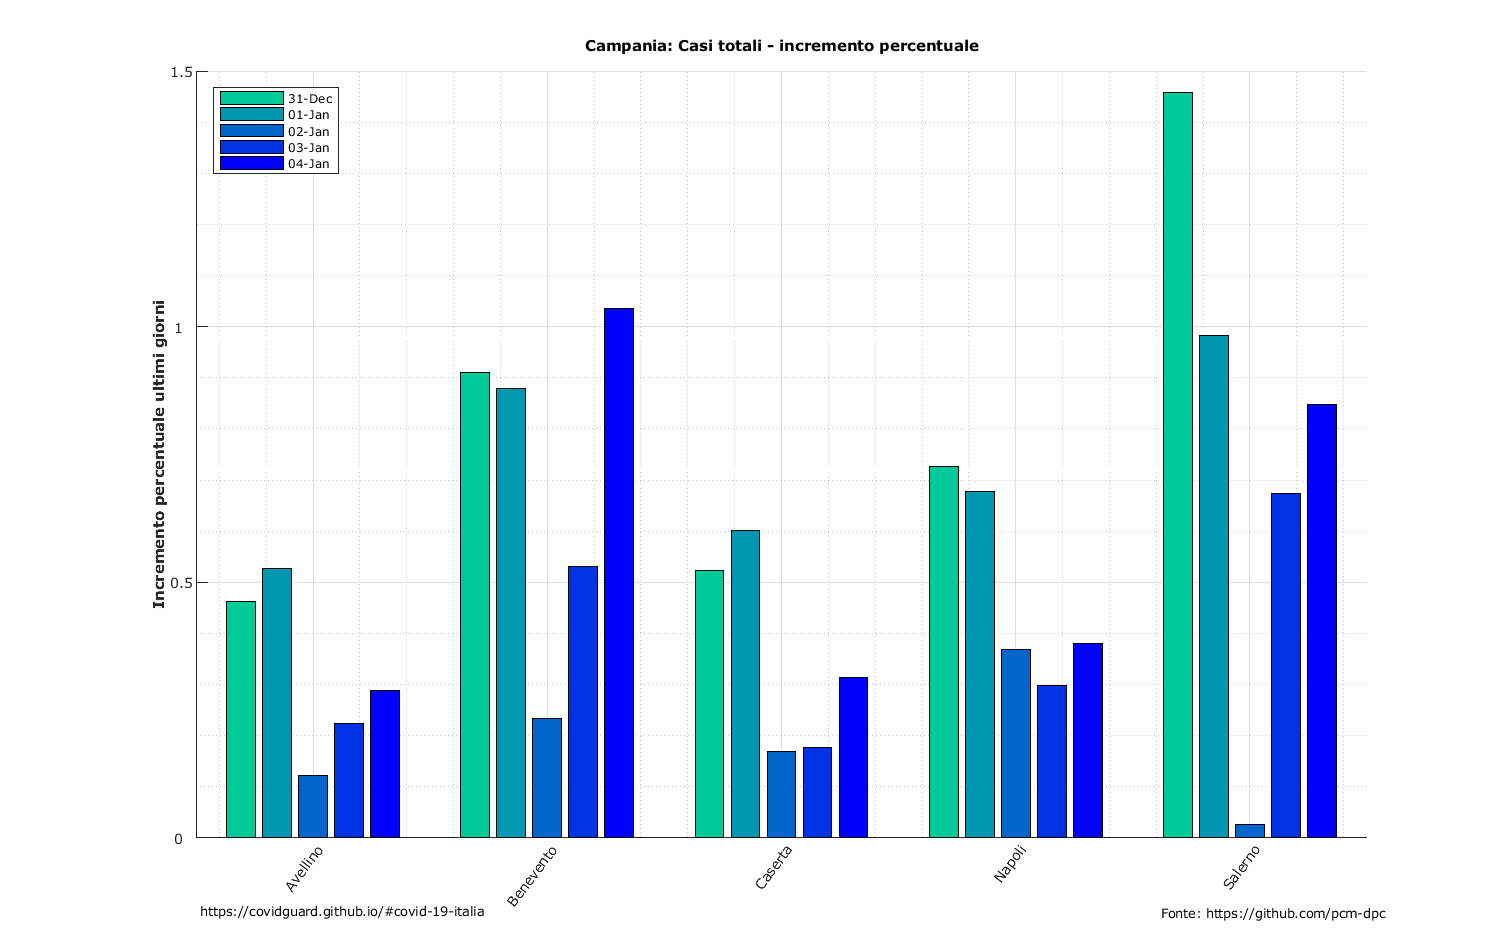 Campania: Casi totali - incremento percentuale
1.5
31-Dec
01-Jan
02-Jan
03-Jan
04-Jan
1
Incremento percentuale ultimi giorni
0.5
0
Avellino
Benevento
Caserta
Napoli
Salerno
https://covidguard.github.io/#covid-19-italia
Fonte: https://github.com/pcm-dpc